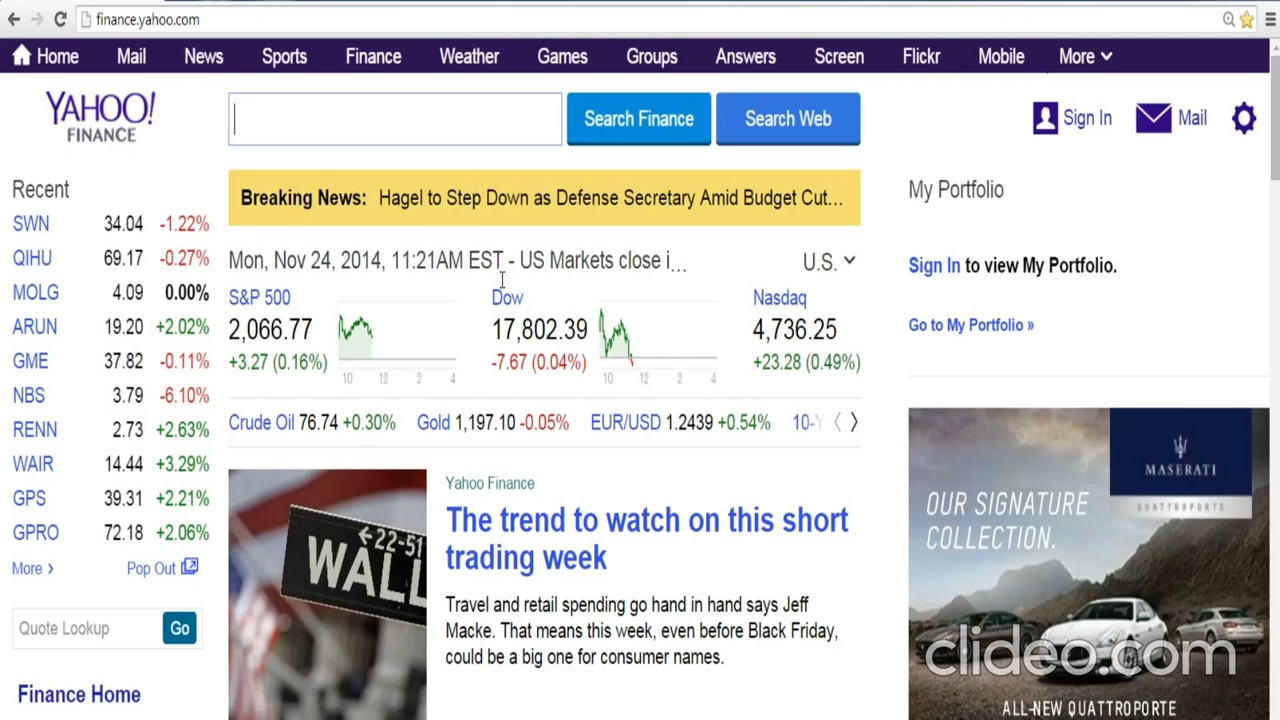 finance.yahoo.com
Home Mail News Sports Finance Weather Games Groups Answers Screen Flickr Mobile More
YAHOO!
FINANCE
Search Finance
Search Web
Sign In
Mail
Recent
SWN 34.04 -1.22%
QIHU 69.17 -0.27%
MOLG 4.09 0.00%
ARUN 19.20 +2.02%
GME 37.82 -0.11%
NBS 3.79 -6.10%
RENN 2.73 +2.63%
WAIR 14.44 +3.29%
GPS 39.31 +2.21%
GPRO 72.18 +2.06%
More ›
Pop Out
Quote Lookup
Go
Finance Home
Breaking News: Hagel to Step Down as Defense Secretary Amid Budget Cut...
Mon, Nov 24, 2014, 11:21AM EST - US Markets close i...
U.S.
S&P 500
2,066.77
+3.27 (0.16%)
10 12 2 4
Dow
17,802.39
-7.67 (0.04%)
10 12 2 4
Nasdaq
4,736.25
+23.28 (0.49%)
Crude Oil 76.74 +0.30% Gold 1,197.10 -0.05% EUR/USD 1.2439 +0.54% 10-Y
←22-51
WALL
Yahoo Finance
The trend to watch on this short
trading week
Travel and retail spending go hand in hand says Jeff
Macke. That means this week, even before Black Friday,
could be a big one for consumer names.
My Portfolio
Sign In to view My Portfolio.
Go to My Portfolio »
MASERATI
QUATTROPORTE
OUR SIGNATURE
COLLECTION.
clideo.com
ALL-NEW QUATTROPORTE